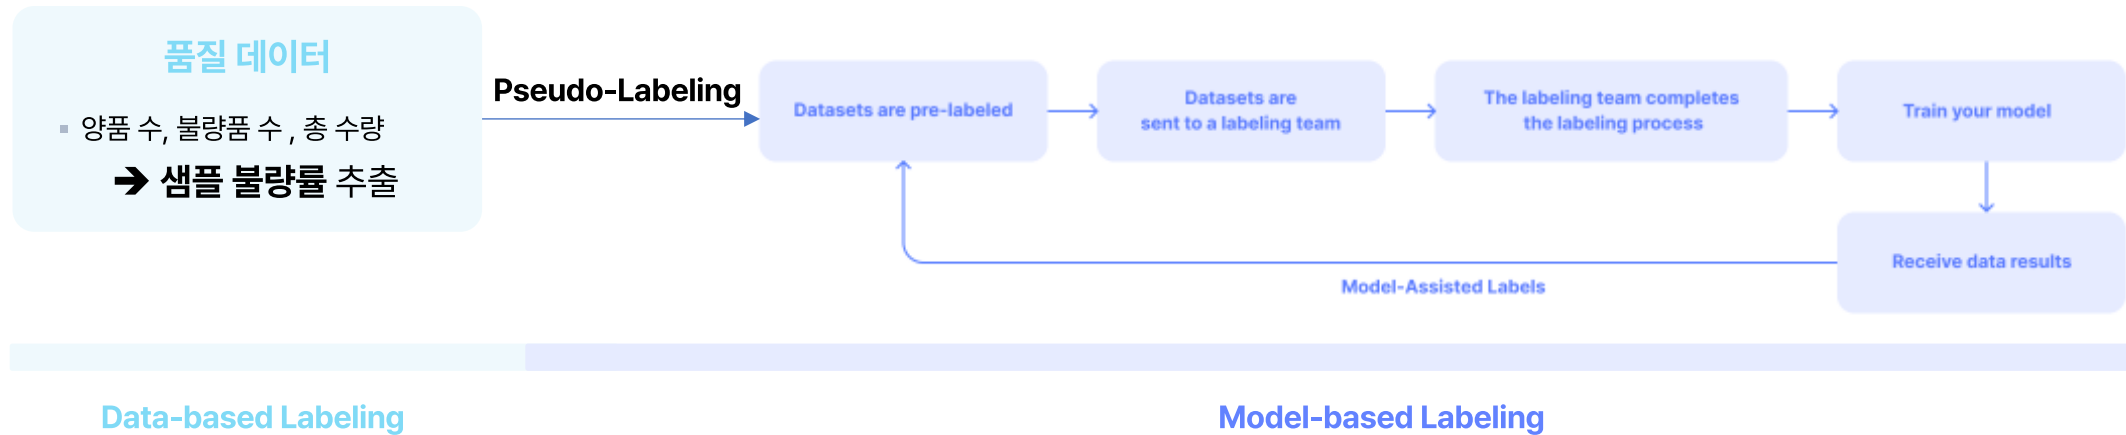 품질 데이터
▪ 양품 수, 불량품 수 , 총 수량
➔ 샘플 불량률 추출
Pseudo-Labeling
Datasets are pre-labeled
Datasets are
sent to a labeling team
The labeling team completes
the labeling process
Train your model
Receive data results
Model-Assisted Labels
Data-based Labeling
Model-based Labeling